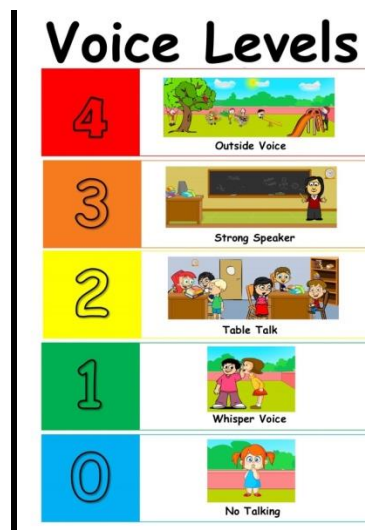 Voice Levels
4
Outside Voice
3
Strong Speaker
2
Table Talk
1
Whisper Voice
0
No Talking